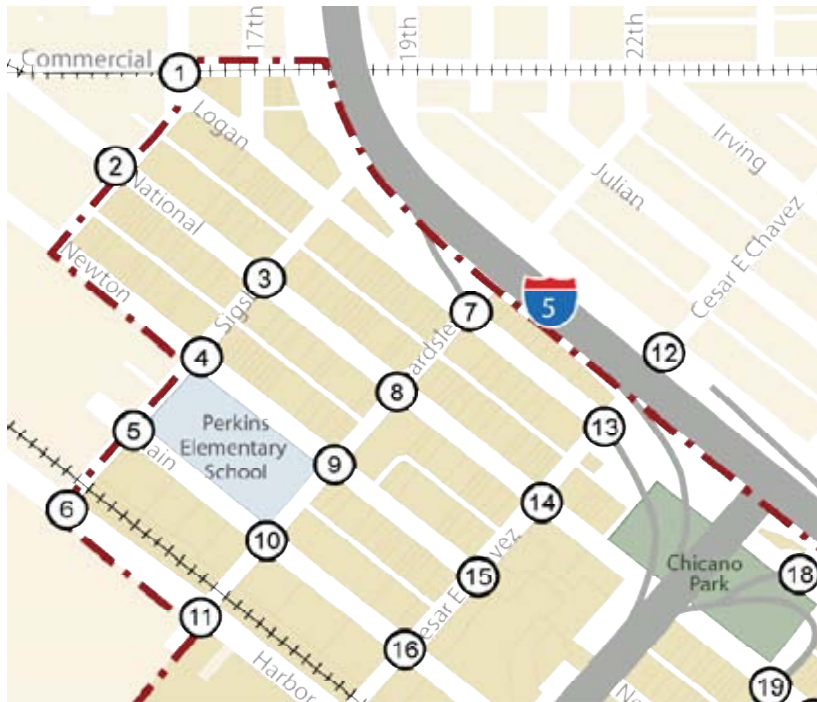 17th
19th
22th
Commercial
1
Logan
Irving
2
National
Julian
Cesar E Chavez
Newton
3
5
7
12
4
8
Perkins
Elementary
School
5
9
13
6
14
10
Chicano
Park
15
18
11
16
Harbor
19